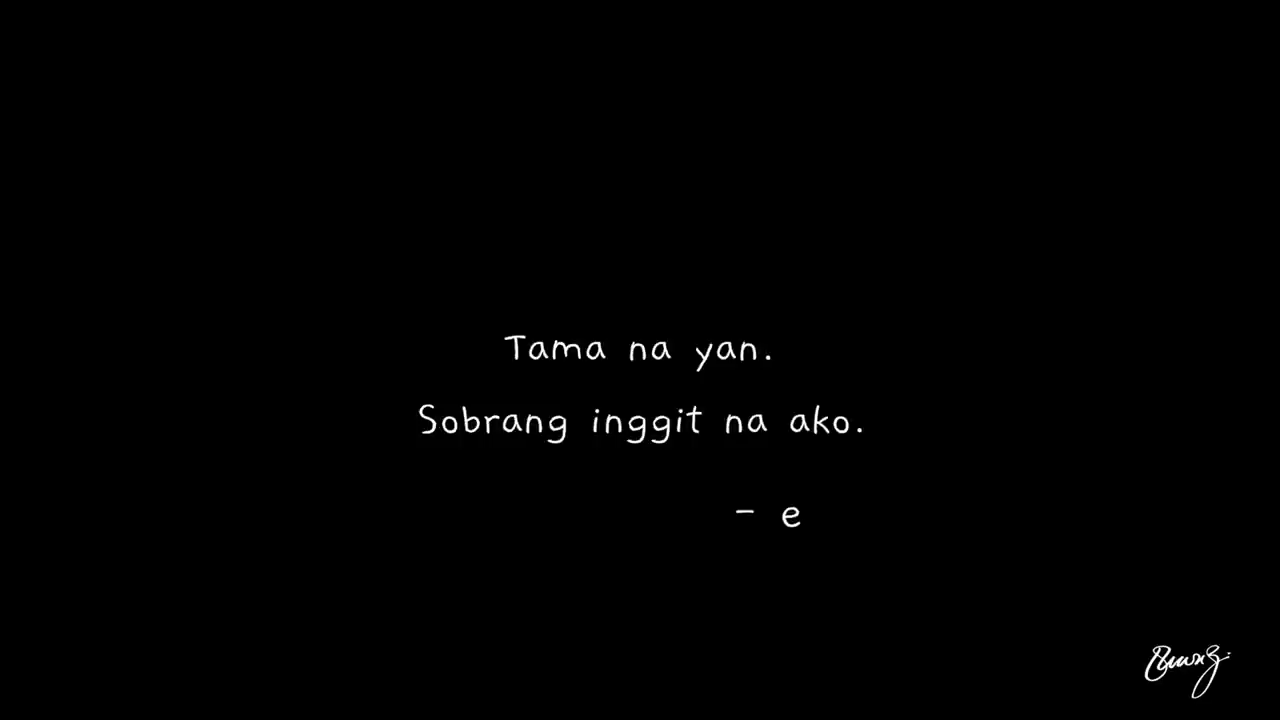 Tama na yan.
Sobrang inggit na ako.
- e